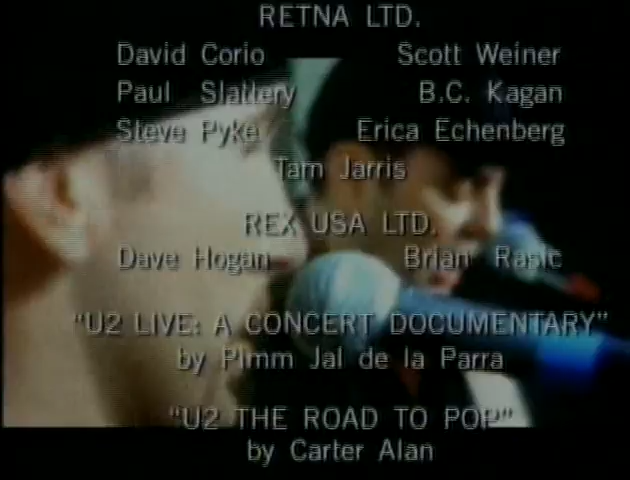 RETNA LTD.
David Corio Scott Weiner
Paul Slattery B.C. Kagan
Steve Pyke Erica Echenberg
Tam Jarris
REX USA LTD.
Dave Hogan Brian Rasic
"U2 LIVE: A CONCERT DOCUMENTARY"
by Pimm Jal de la Parra
"U2 THE ROAD TO POP"
by Carter Alan